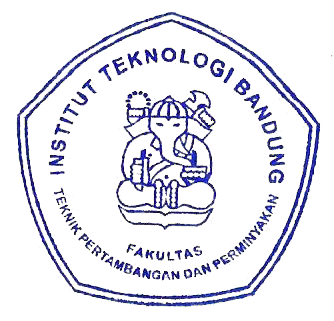 INSTITUT TEKNOLOGI BANDUNG
FAKULTAS
TEKNIK PERTAMBANGAN DAN PERMINYAKAN